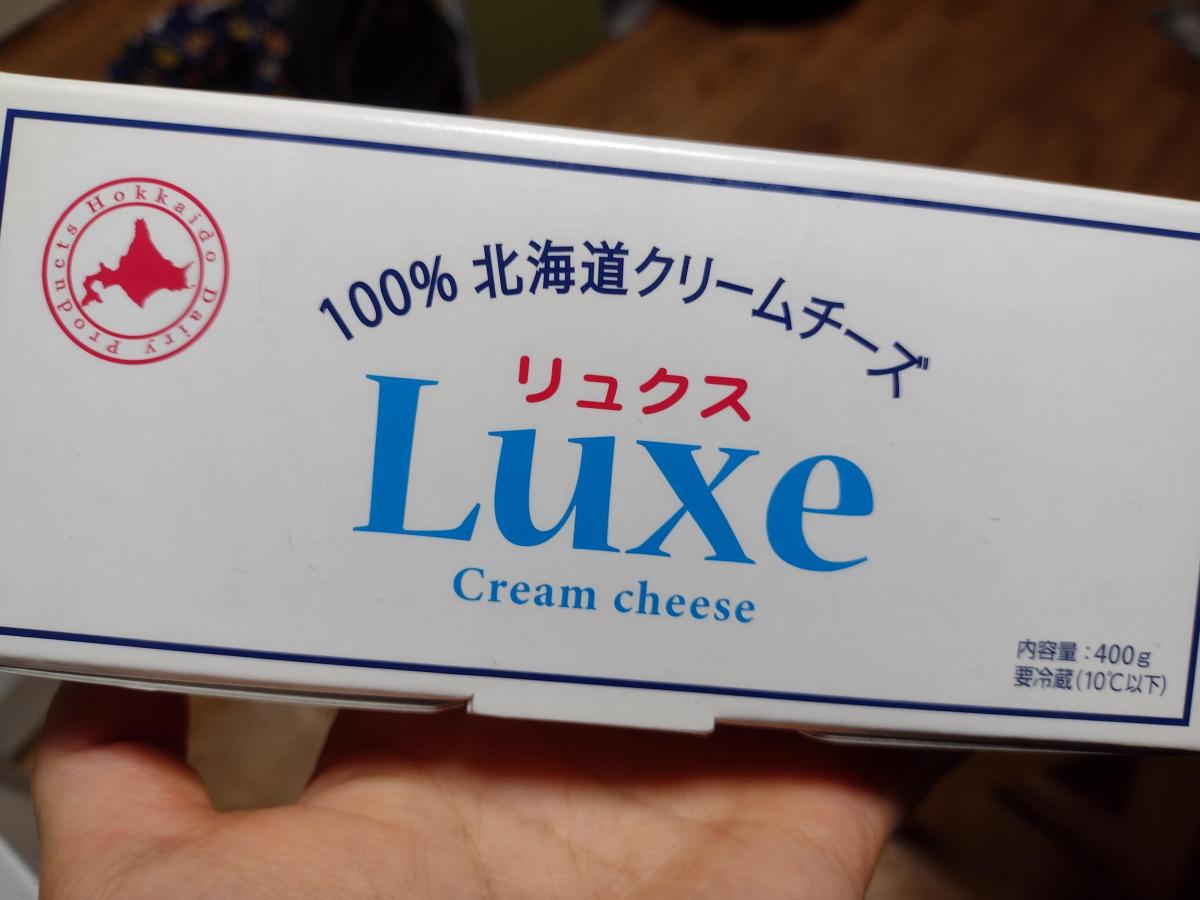 Hokkaido Dairy Products
100% 北海道クリームチーズ
リュクス
Luxe
Cream cheese
内容量：400g
要冷蔵(10℃以下)